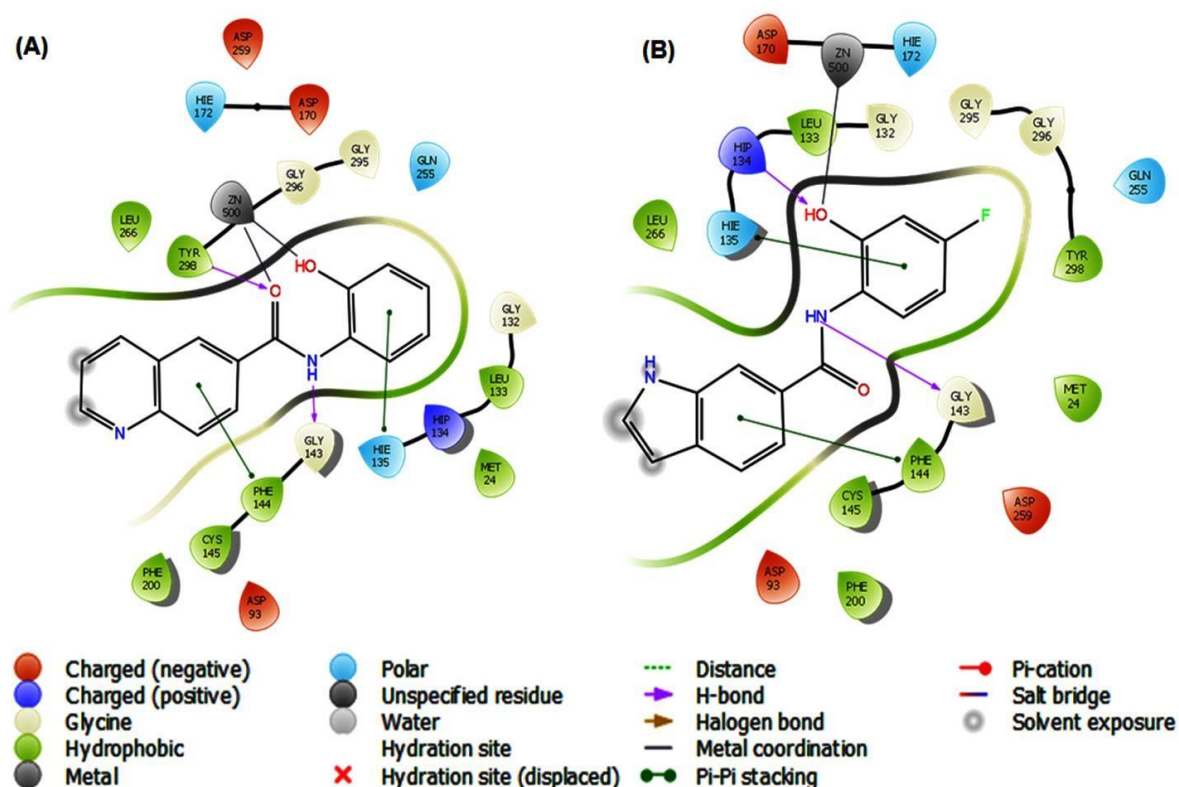 (A)
ASP
259
HIE
172
ASP
170
GLY
295
GLY
296
GLN
255
ZN
500
LEU
266
TYR
298
HO
O
GLY
132
N
H
LEU
133
HIP
134
HIE
135
GLY
143
MET
24
N
PHE
144
CYS
145
PHE
200
ASP
93
(B)
ASP
170
ZN
500
HIE
172
GLY
295
GLY
296
LEU
133
GLY
132
HIP
134
GLN
255
HO
F
LEU
266
HIE
135
TYR
298
HN
H
N
O
GLY
143
MET
24
PHE
144
CYS
145
ASP
259
ASP
93
PHE
200
Charged (negative)
Charged (positive)
Glycine
Hydrophobic
Metal
Polar
Unspecified residue
Water
Hydration site
Hydration site (displaced)
Distance
H-bond
Halogen bond
Metal coordination
Pi-Pi stacking
Pi-cation
Salt bridge
Solvent exposure